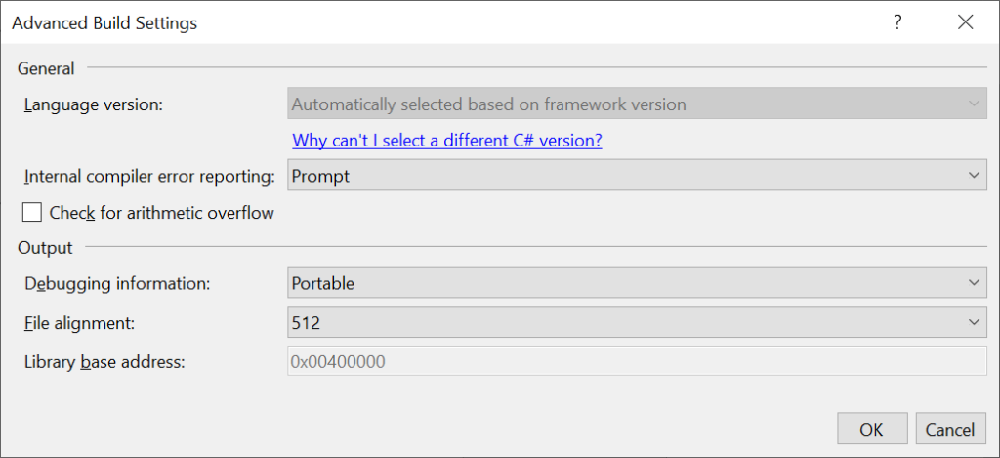 Advanced Build Settings ?
General
Language version: Automatically selected based on framework version
Why can't I select a different C# version?
Internal compiler error reporting: Prompt
Check for arithmetic overflow
Output
Debugging information: Portable
File alignment: 512
Library base address: 0x00400000
OK Cancel